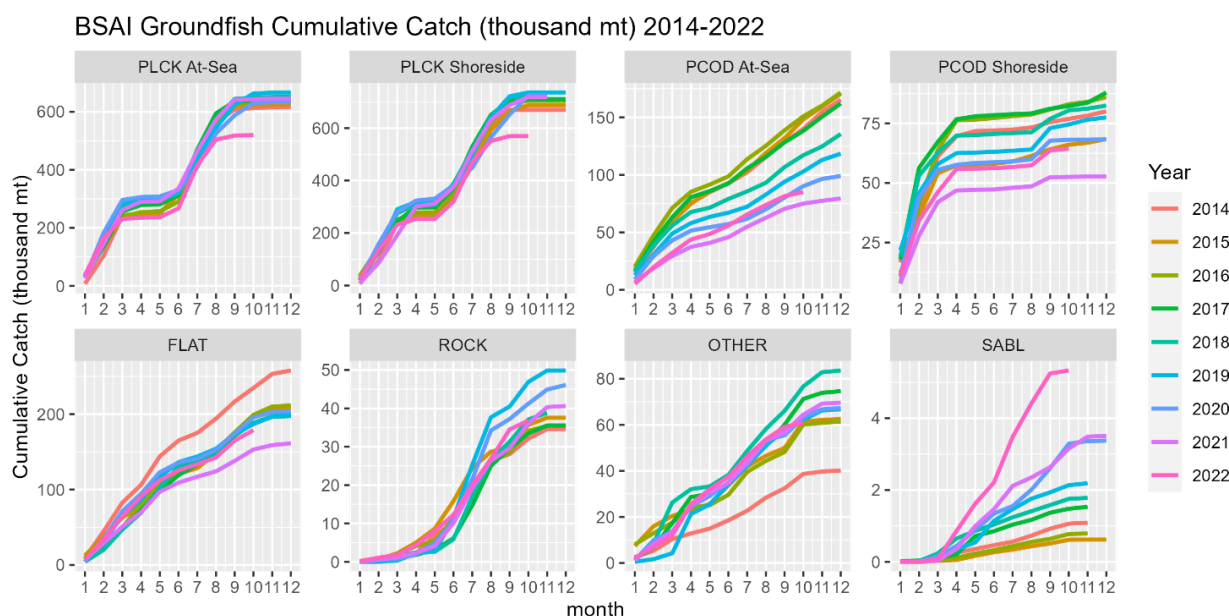 BSAI Groundfish Cumulative Catch (thousand mt) 2014-2022
PLCK At-Sea
PLCK Shoreside
PCOD At-Sea
PCOD Shoreside
600
400
200
0
600
400
200
0
150
100
50
0
75
50
25
1 2 3 4 5 6 7 8 9 10 11 12
1 2 3 4 5 6 7 8 9 10 11 12
1 2 3 4 5 6 7 8 9 10 11 12
1 2 3 4 5 6 7 8 9 10 11 12
FLAT
ROCK
OTHER
SABL
200
100
0
50
40
30
20
10
0
80
60
40
20
0
4
2
0
1 2 3 4 5 6 7 8 9 10 11 12
1 2 3 4 5 6 7 8 9 10 11 12
1 2 3 4 5 6 7 8 9 10 11 12
1 2 3 4 5 6 7 8 9 10 11 12
Cumulative Catch (thousand mt)
month
Year
2014
2015
2016
2017
2018
2019
2020
2021
2022